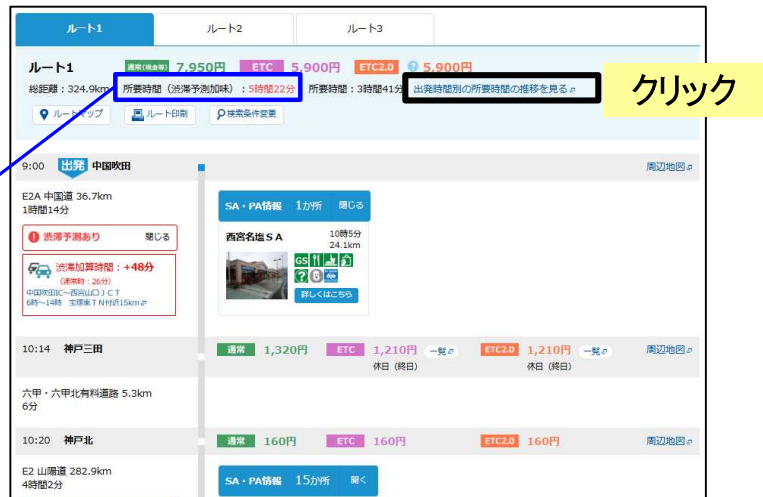 ルート1 ルート2 ルート3
ルート1 通常(現金等) 7,950円 ETC 5,900円 ETC2.0 5,900円
総距離：324.9km 所要時間（渋滞予測加味）：5時間22分 所要時間：3時間41分 出発時間別の所要時間の推移を見る
クリック
ルートマップ ルート印刷 検索条件変更
9:00 出発 中国吹田 周辺地図
E2A 中国道 36.7km
1時間14分
SA・PA情報 1か所 閉じる
渋滞予測あり 閉じる
西宮名塩ＳＡ 10時5分
24.1km
渋滞加算時間：+48分
(通常時：26分)
中国吹田IC～西宮山口ＪＣＴ
6時～14時 宝塚東ＴＮ付近15km
GS
詳しくはこちら
10:14 神戸三田 通常 1,320円 ETC 1,210円 一覧 ETC2.0 1,210円 一覧 周辺地図
休日（終日） 休日（終日）
六甲・六甲北有料道路 5.3km
6分
10:20 神戸北 通常 160円 ETC 160円 ETC2.0 160円 周辺地図
E2 山陽道 282.9km
4時間2分
SA・PA情報 15か所 開く